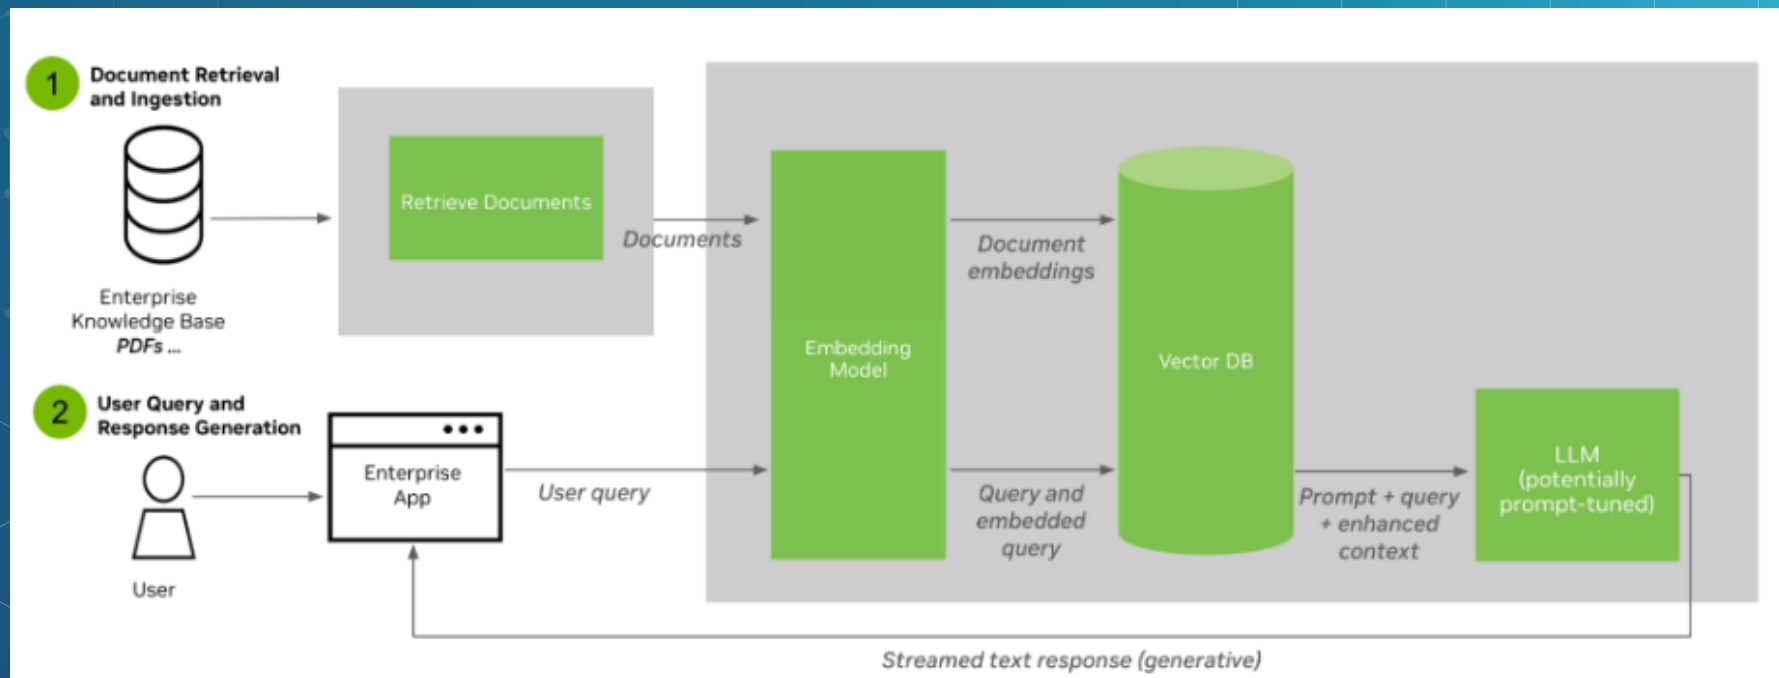 1
Document Retrieval
and Ingestion
Retrieve Documents
Documents
Enterprise
Knowledge Base
PDFs ...
Embedding
Model
Document
embeddings
Vector DB
2
User Query and
Response Generation
User
Enterprise
App
User query
Query and
embedded
query
Prompt + query
+ enhanced
context
LLM
(potentially
prompt-tuned)
Streamed text response (generative)